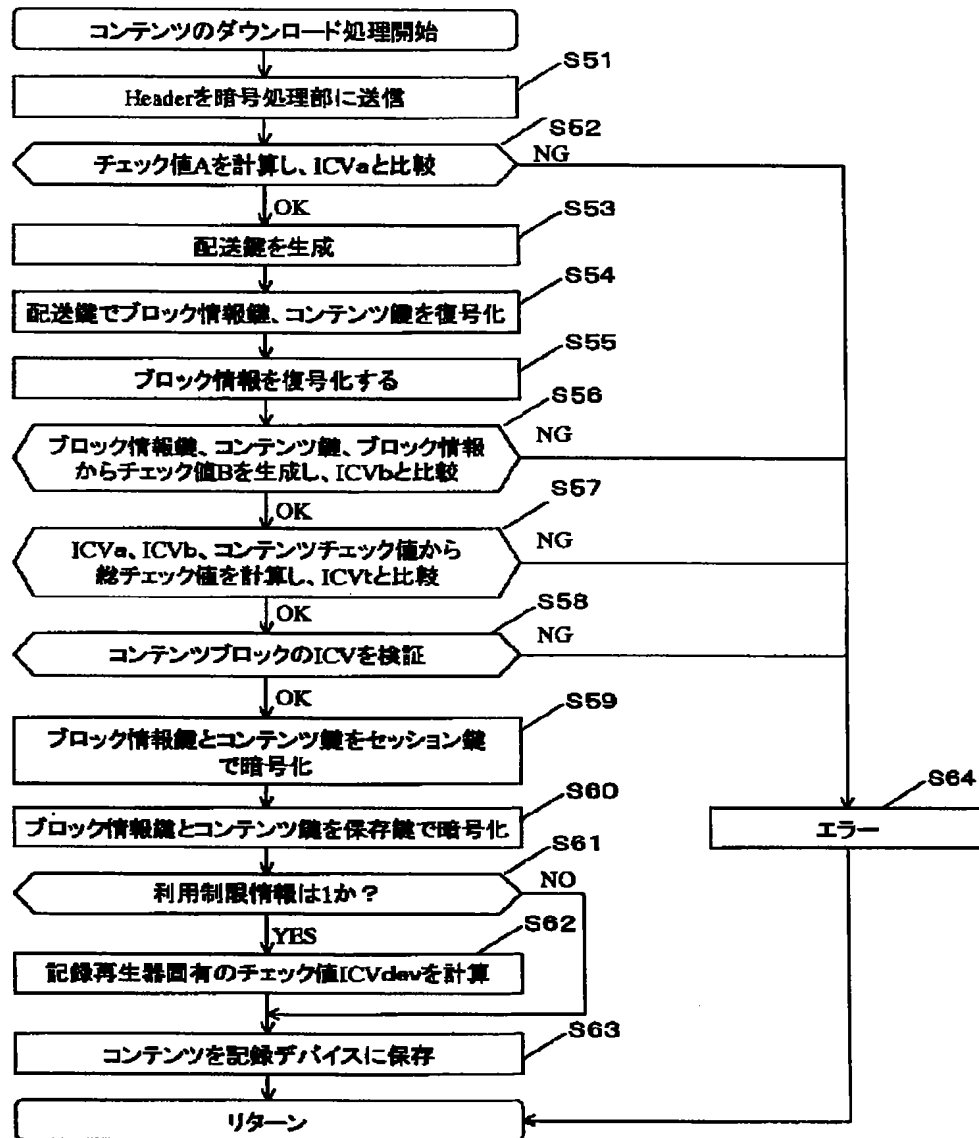 コンテンツのダウンロード処理開始
S51
Headerを暗号処理部に送信
S52
チェック値Aを計算し、ICVaと比較
NG
OK
S53
配送鍵を生成
S54
配送鍵でブロック情報鍵、コンテンツ鍵を復号化
S55
ブロック情報を復号化する
S56
ブロック情報鍵、コンテンツ鍵、ブロック情報
からチェック値Bを生成し、ICVbと比較
NG
OK
S57
ICVa、ICVb、コンテンツチェック値から
総チェック値を計算し、ICVtと比較
NG
OK
S58
コンテンツブロックのICVを検証
NG
OK
S59
ブロック情報鍵とコンテンツ鍵をセッション鍵
で暗号化
S60
ブロック情報鍵とコンテンツ鍵を保存鍵で暗号化
S64
エラー
S61
利用制限情報は1か?
NO
YES
S62
記録再生器固有のチェック値ICVdevを計算
S63
コンテンツを記録デバイスに保存
リターン